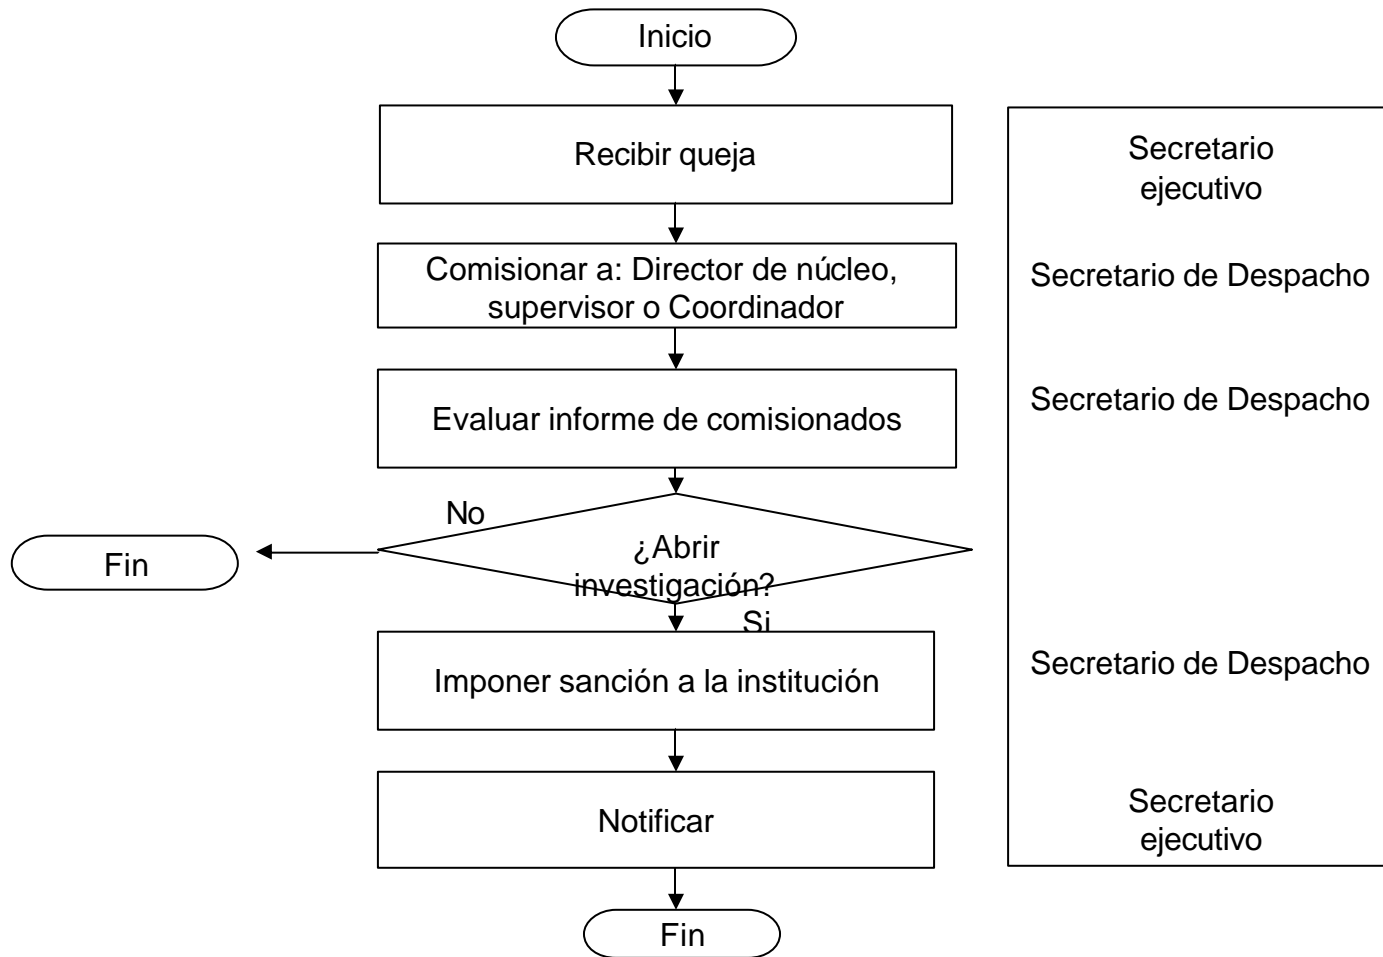 Inicio
Recibir queja
Secretario
ejecutivo
Comisionar a: Director de núcleo,
supervisor o Coordinador
Secretario de Despacho
Evaluar informe de comisionados
Secretario de Despacho
No
Fin
¿Abrir
investigación?
Si
Imponer sanción a la institución
Secretario de Despacho
Notificar
Secretario
ejecutivo
Fin